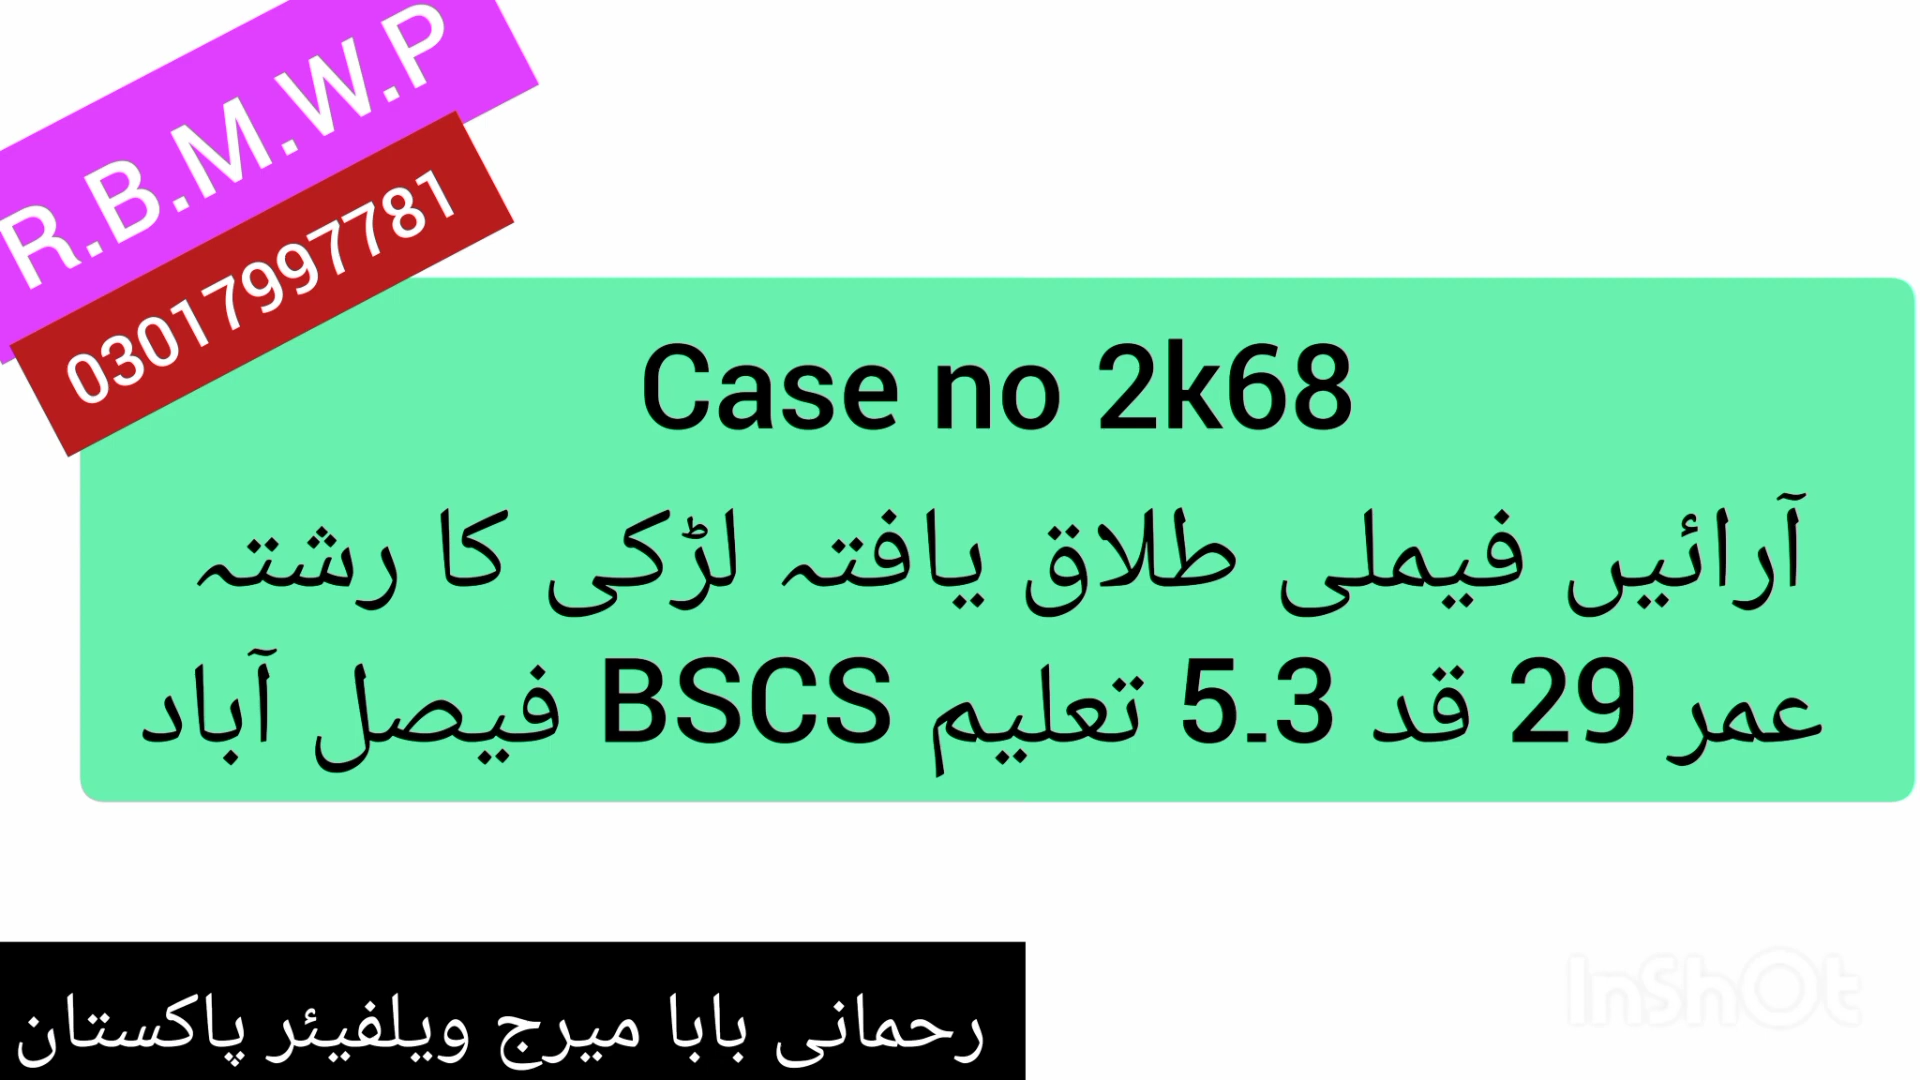 R.B.M.W.P
03017997781
Case no 2k68
آرائیں فیملی طلاق یافتہ لڑکی کا رشتہ
عمر 29 قد 5.3 تعلیم BSCS فیصل آباد
رحمانی بابا میرج ویلفیئر پاکستان
InShOt